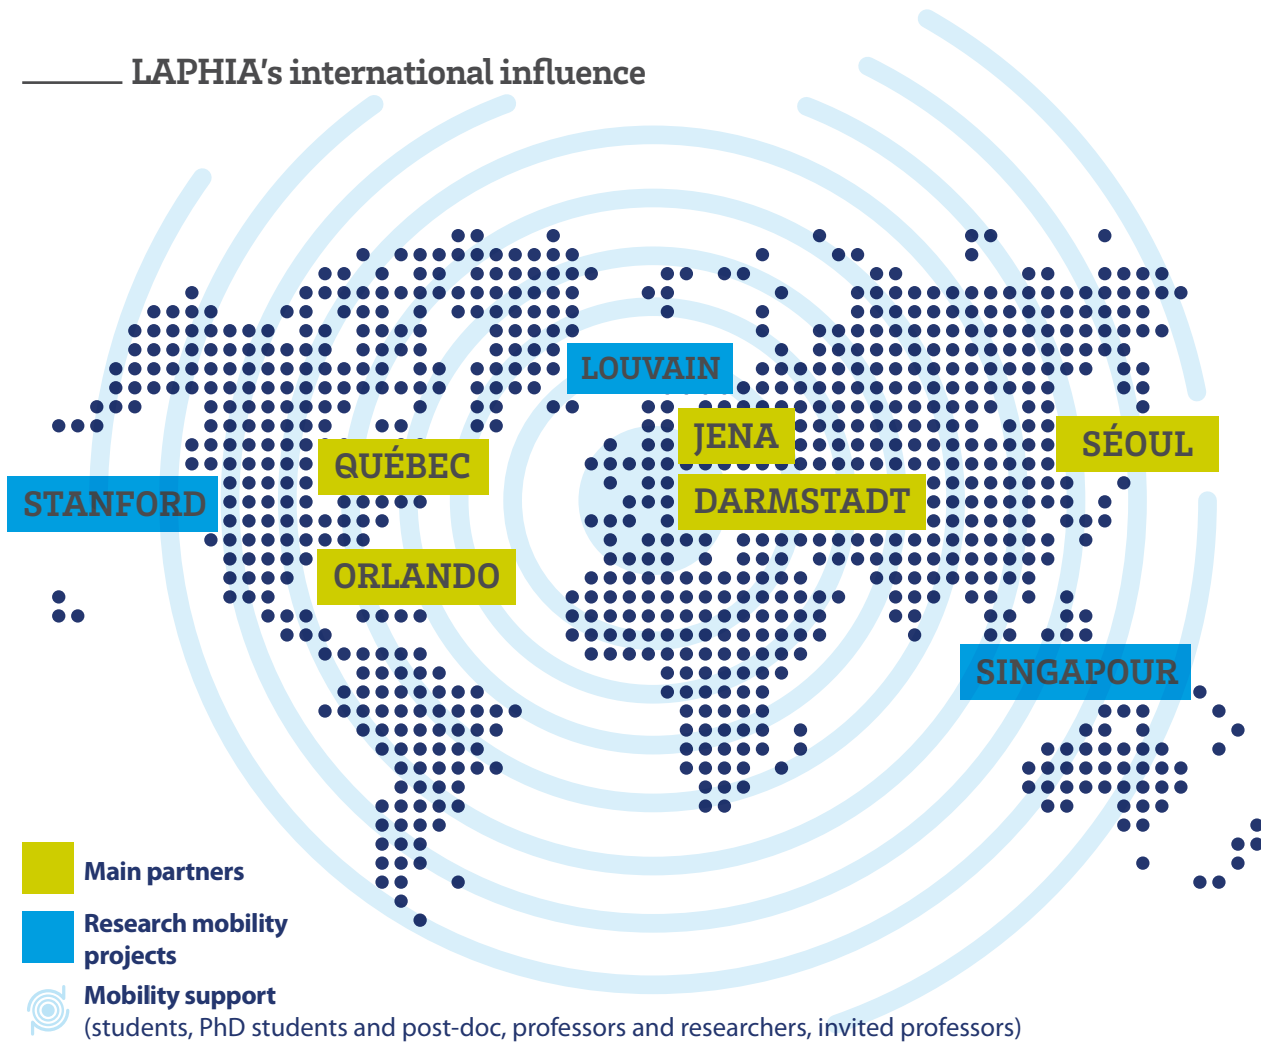 LAPHIA's international influence
LOUVAIN
JENA
SÉOUL
QUÉBEC
STANFORD
DARMSTADT
ORLANDO
SINGAPOUR
Main partners
Research mobility
projects
Mobility support
(students, PhD students and post-doc, professors and researchers, invited professors)